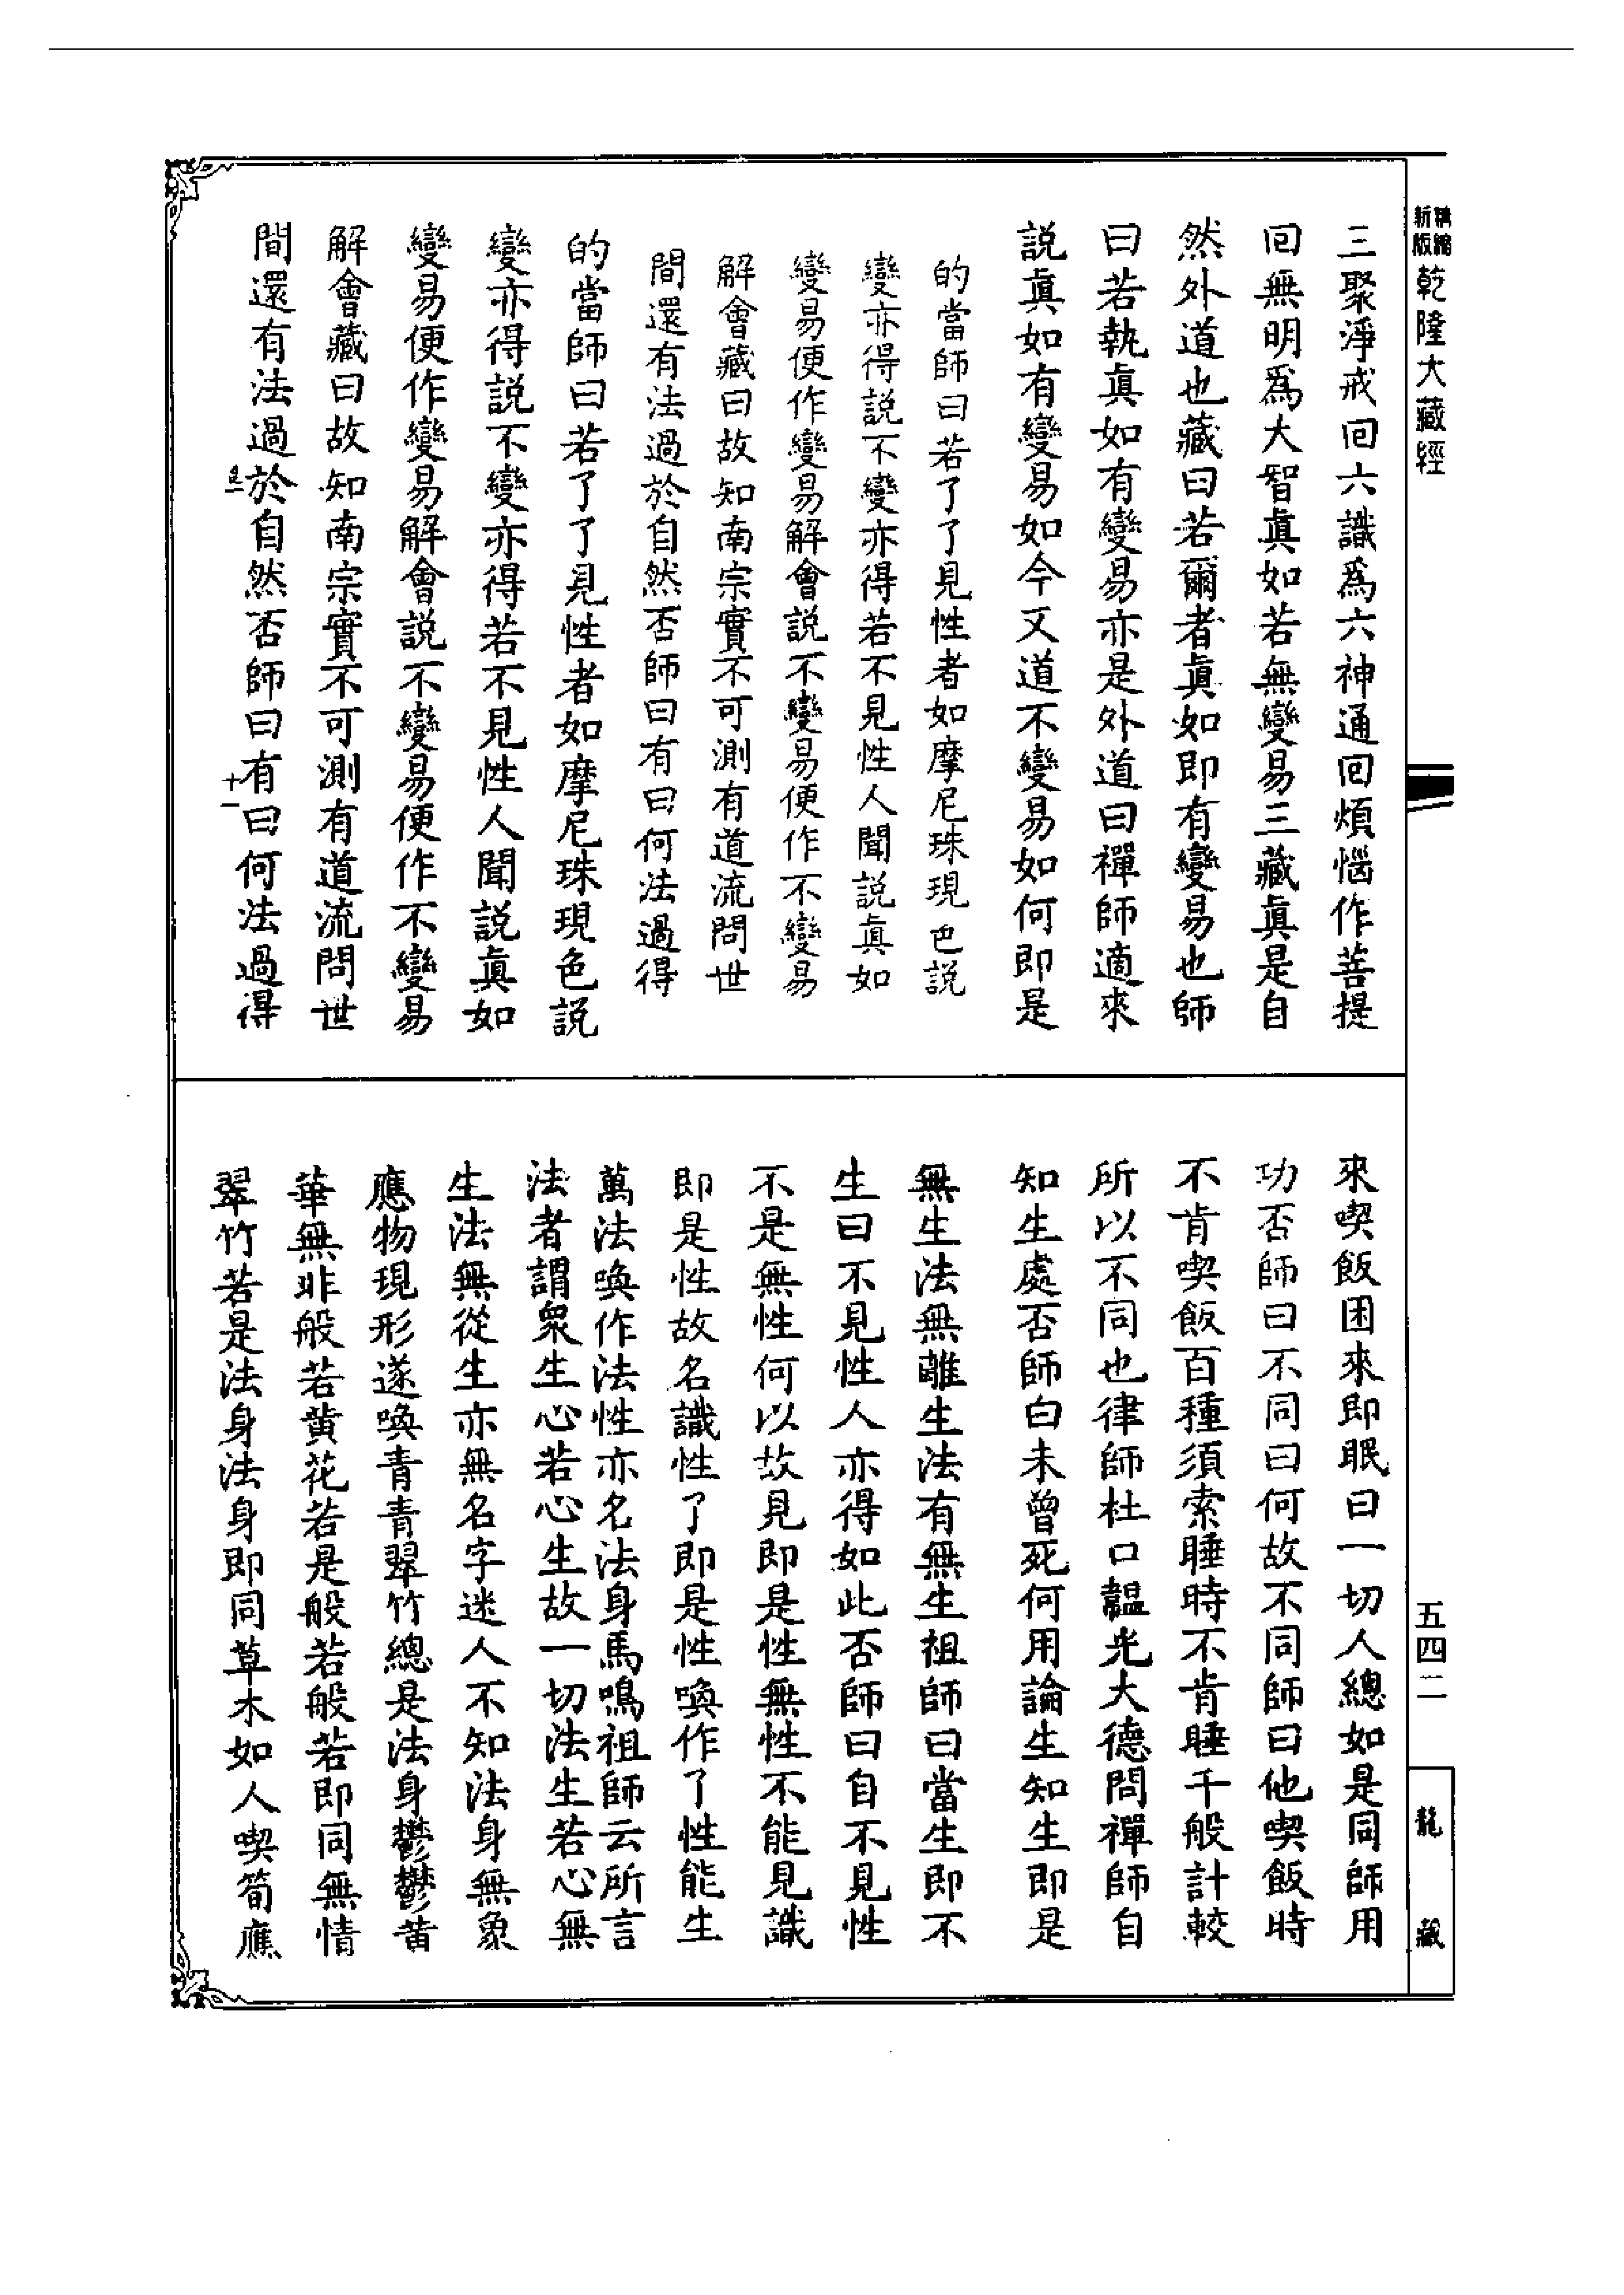 精縮新版乾隆大藏經
三聚淨戒回六識爲六神通回煩惱作菩提
回無明爲大智眞如若無變易三藏眞是自
然外道也藏曰若爾者眞如即有變易也師
曰若執眞如有變易亦是外道曰禪師適來
說眞如有變易如今又道不變易如何即是
的當師曰若了了見性者如摩尼珠現色說
變亦得說不變亦得若不見性人聞說眞如
變易便作變易解會說不變易便作不變易
解會藏曰故知南宗實不可測有道流問世
間還有法過於自然否師曰有曰何法過得
的當師曰若了了見性者如摩尼珠現色說
變亦得說不變亦得若不見性人聞說眞如
變易便作變易解會說不變易便作不變易
解會藏曰故知南宗實不可測有道流問世
間還有法過於自然否師曰有曰何法過得
十一
來喫飯困來即眠曰一切人總如是同師用
功否師曰不同曰何故不同師曰他喫飯時
不肯喫飯百種須索睡時不肯睡千般計較
所以不同也律師杜口韞光大德問禪師自
知生處否師曰未曾死何用論生知生即是
無生法無離生法有無生祖師曰當生即不
生曰不見性人亦得如此否師曰自不見性
不是無性何以故見即是性無性不能見識
即是性故名識性了即是性喚作了性能生
萬法喚作法性亦名法身馬鳴祖師云所言
法者謂衆生心若心生故一切法生若心無
生法無從生亦無名字迷人不知法身無象
應物現形遂喚青青翠竹總是法身鬱鬱黃
華無非般若黃花若是般若般若即同無情
翠竹若是法身法身即同草木如人喫筍應
五四二
龍藏